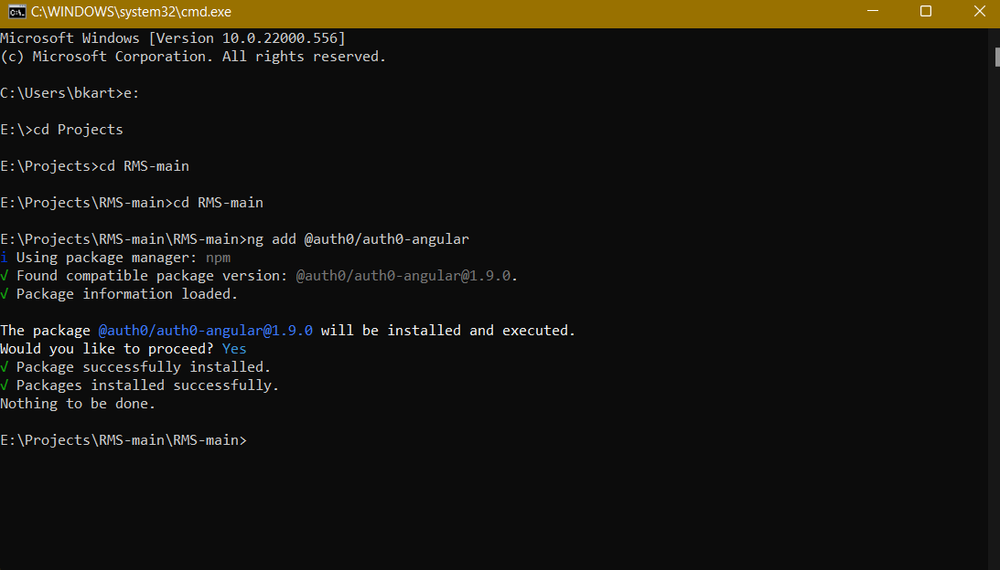 C:\WINDOWS\system32\cmd.exe
Microsoft Windows [Version 10.0.22000.556]
(c) Microsoft Corporation. All rights reserved.
C:\Users\bkart>e:
E:\>cd Projects
E:\Projects>cd RMS-main
E:\Projects\RMS-main>cd RMS-main
E:\Projects\RMS-main\RMS-main>ng add @auth0/auth0-angular
i Using package manager: npm
√ Found compatible package version: @auth0/auth0-angular@1.9.0.
√ Package information loaded.
The package @auth0/auth0-angular@1.9.0 will be installed and executed.
Would you like to proceed? Yes
√ Package successfully installed.
√ Packages installed successfully.
Nothing to be done.
E:\Projects\RMS-main\RMS-main>